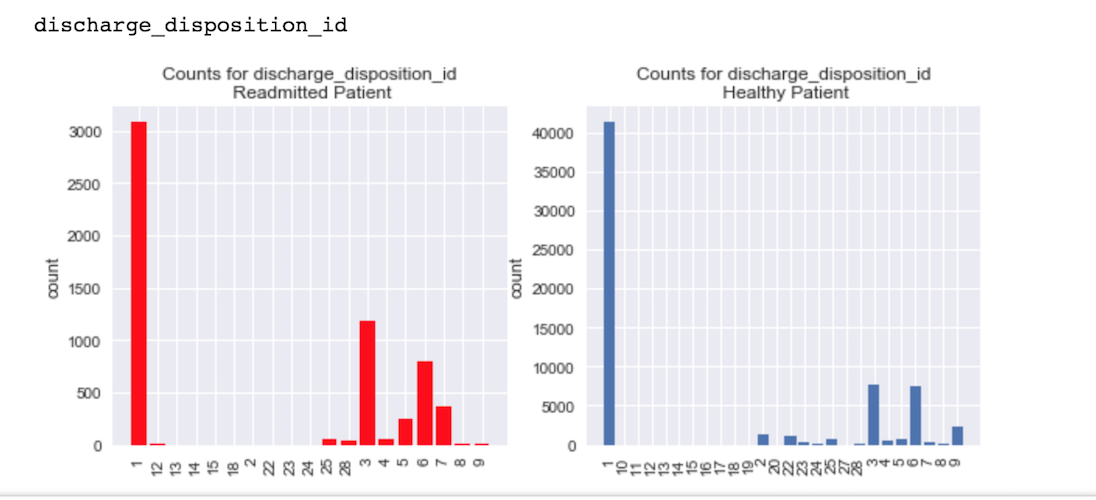 discharge_disposition_id
Counts for discharge_disposition_id
Readmitted Patient
count
3000
2500
2000
1500
1000
500
0
1 12 13 14 15 18 2 22 23 24 25 28 3 4 5 6 7 8 9
Counts for discharge_disposition_id
Healthy Patient
count
40000
35000
30000
25000
20000
15000
10000
5000
0
1 10 11 12 13 14 15 16 17 18 19 2 20 22 23 24 25 27 28 3 4 5 6 7 8 9